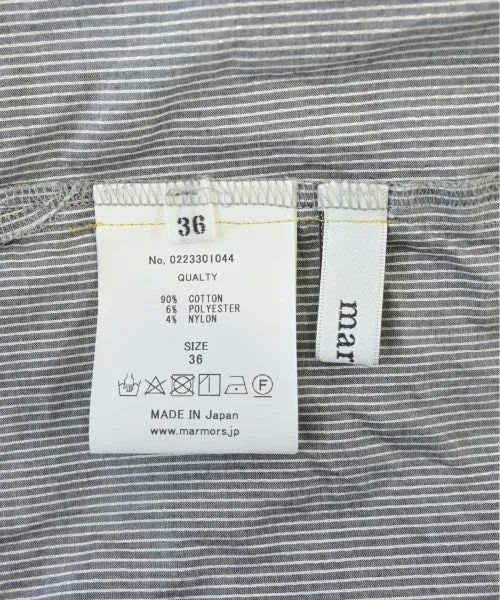 36
No. 0223301044
QUALTY
90% COTTON
6% POLYESTER
4% NYLON
SIZE
36
F
MADE IN Japan
www.marmors.jp
mar